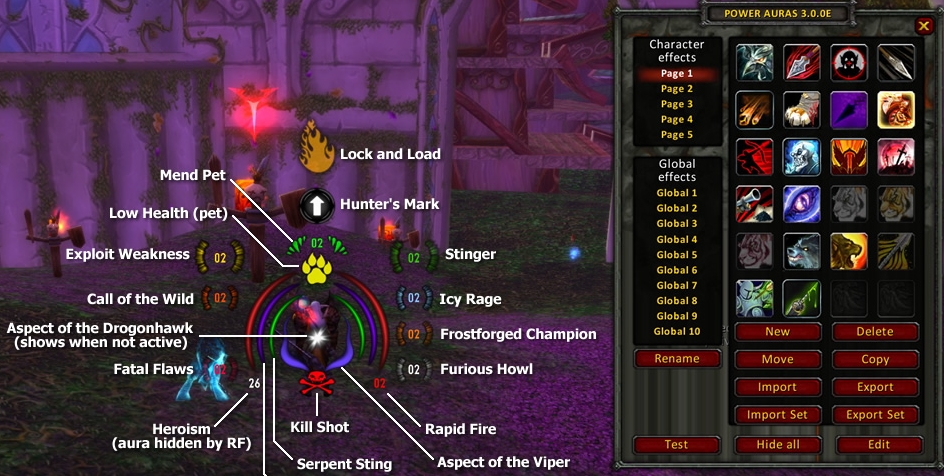 POWER AURAS 3.0.0E
Lock and Load
Mend Pet
Hunter's Mark
Low Health (pet)
02
Exploit Weakness
02
02
Stinger
Call of the Wild
02
02
Icy Rage
Aspect of the Drogonhawk
(shows when not active)
02
Frostforged Champion
Fatal Flaws
02
26
02
02
Furious Howl
Heroism
(aura hidden by RF)
Kill Shot
Rapid Fire
Serpent Sting
Aspect of the Viper
Character
effects
Page 1
Page 2
Page 3
Page 4
Page 5
Global
effects
Global 1
Global 2
Global 3
Global 4
Global 5
Global 6
Global 7
Global 8
Global 9
Global 10
Rename
Test
New
Delete
Move
Copy
Import
Export
Import Set
Export Set
Hide all
Edit